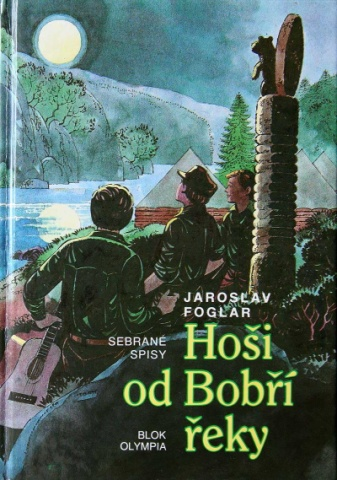 JAROSLAV
FOGLAR
SEBRANÉ
SPISY
Hoši
od Bobří
řeky
BLOK
OLYMPIA